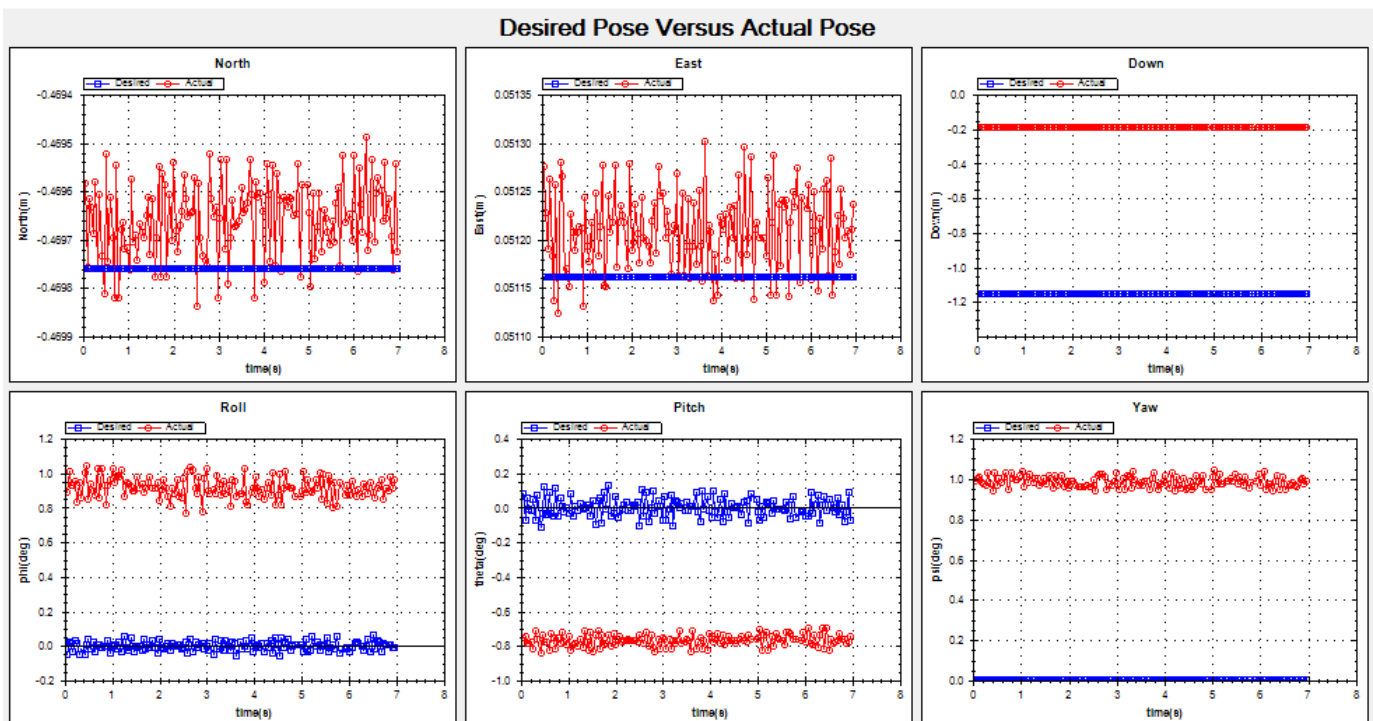 Desired Pose Versus Actual Pose
North
Desired Actual
-0.4694
-0.4695
-0.4696
-0.4697
-0.4698
-0.4699
North(m)
0 1 2 3 4 5 6 7 8
time(s)
East
Desired Actual
0.05135
0.05130
0.05125
0.05120
0.05115
0.05110
East(m)
0 1 2 3 4 5 6 7 8
time(s)
Down
Desired Actual
0.0
-0.2
-0.4
-0.6
-0.8
-1.0
-1.2
Down(m)
0 1 2 3 4 5 6 7 8
time(s)
Roll
Desired Actual
1.2
1.0
0.8
0.6
0.4
0.2
0.0
-0.2
phi(deg)
0 1 2 3 4 5 6 7 8
time(s)
Pitch
Desired Actual
0.4
0.2
0.0
-0.2
-0.4
-0.6
-0.8
-1.0
theta(deg)
0 1 2 3 4 5 6 7 8
time(s)
Yaw
Desired Actual
1.2
1.0
0.8
0.6
0.4
0.2
0.0
psi(deg)
0 1 2 3 4 5 6 7 8
time(s)